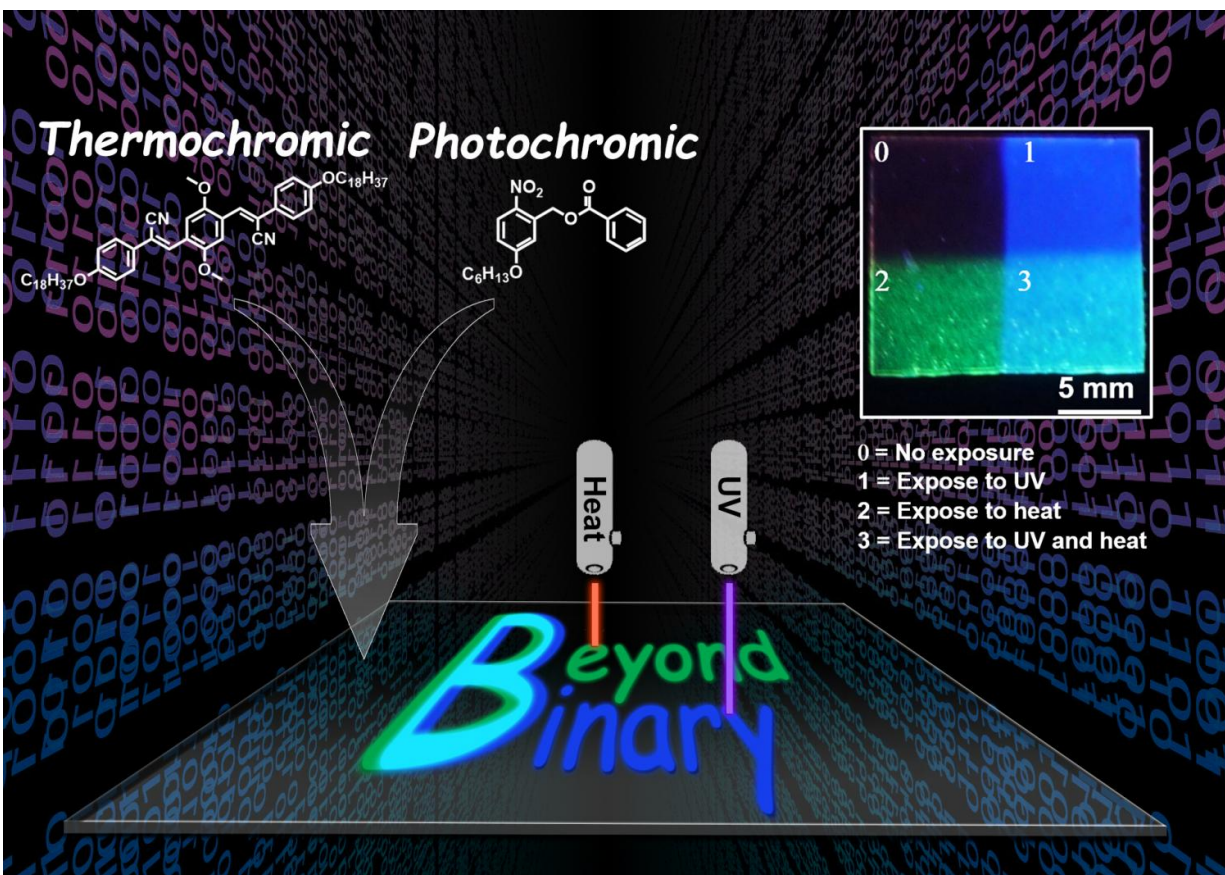 Thermochromic
Photochromic
OC₁₈H₃₇
CN
CN
C₁₈H₃₇O
NO₂
O
O
C₆H₁₃O
0
1
2
3
5 mm
0 = No exposure
1 = Expose to UV
2 = Expose to heat
3 = Expose to UV and heat
Heat
UV
Beyond
Binary